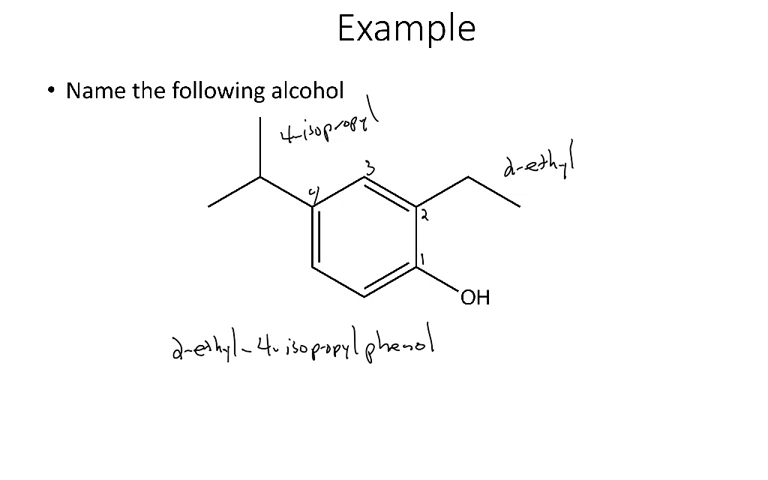 Example
• Name the following alcohol
4-isopropyl
2-ethyl
3
4
2
1
OH
2-ethyl-4-isopropylphenol